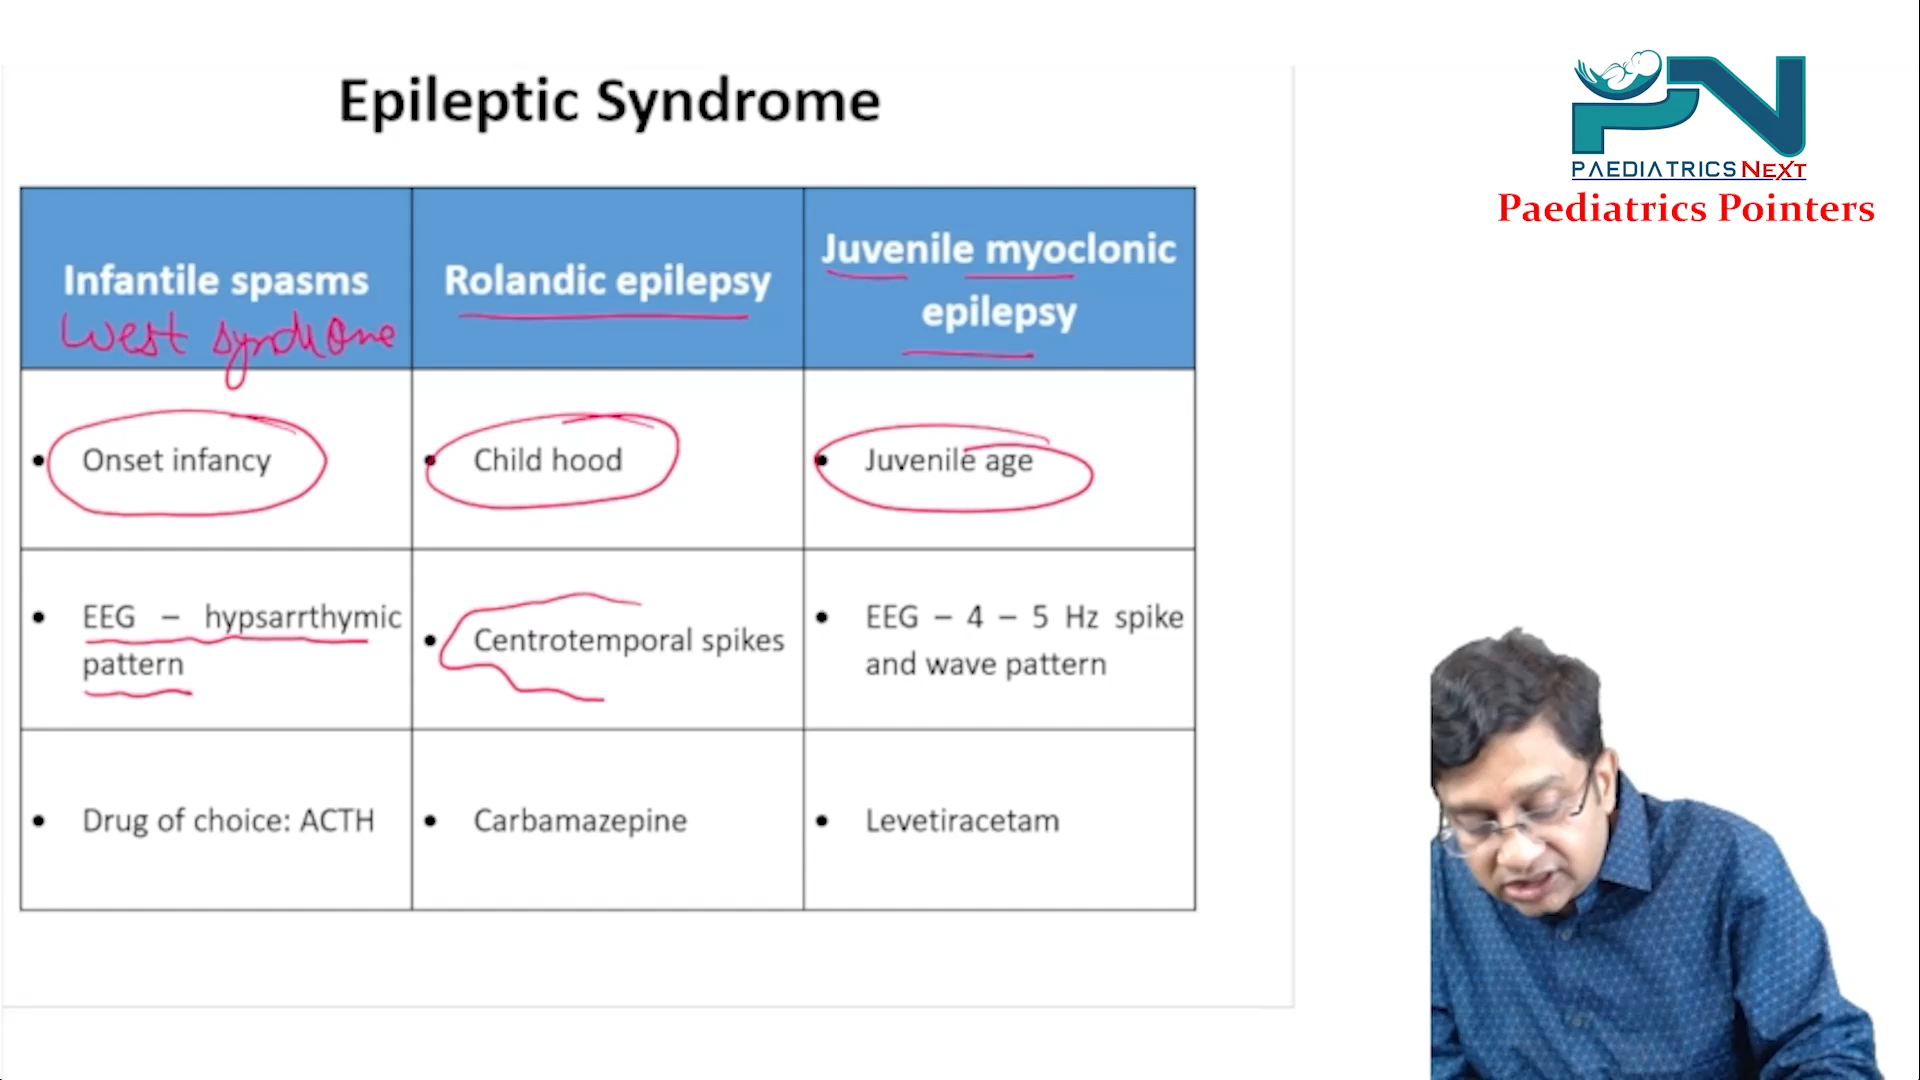 Epileptic Syndrome
PAEDIATRICS NEXT
Paediatrics Pointers
Infantile spasms
West syndrome
Rolandic epilepsy
Juvenile myoclonic
epilepsy
• Onset infancy
• Child hood
• Juvenile age
• EEG – hypsarrthymic
pattern
• Centrotemporal spikes
• EEG – 4 – 5 Hz spike
and wave pattern
• Drug of choice: ACTH
• Carbamazepine
• Levetiracetam